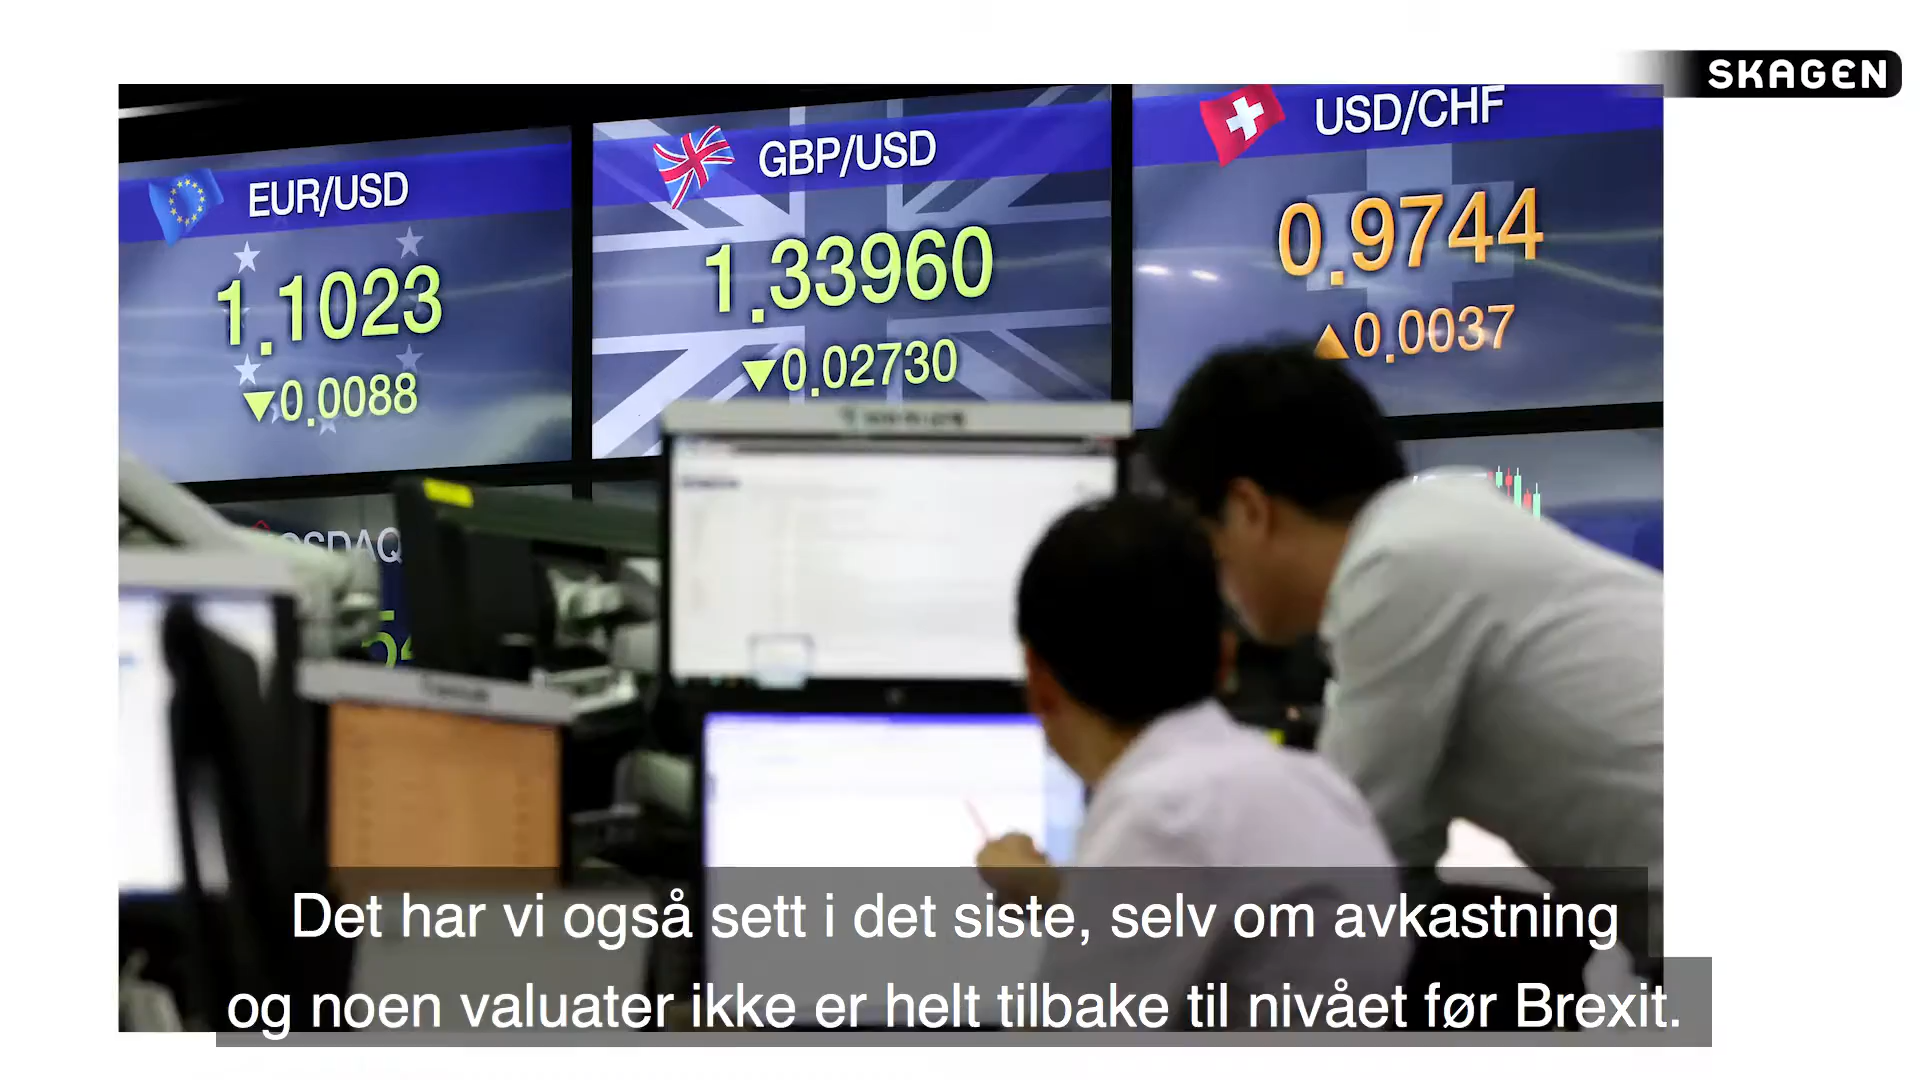 SKAGEN
EUR/USD
1.1023
▼0.0088
GBP/USD
1.33960
▼0.02730
USD/CHF
0.9744
▲0.0037
Det har vi også sett i det siste, selv om avkastning
og noen valuater ikke er helt tilbake til nivået før Brexit.